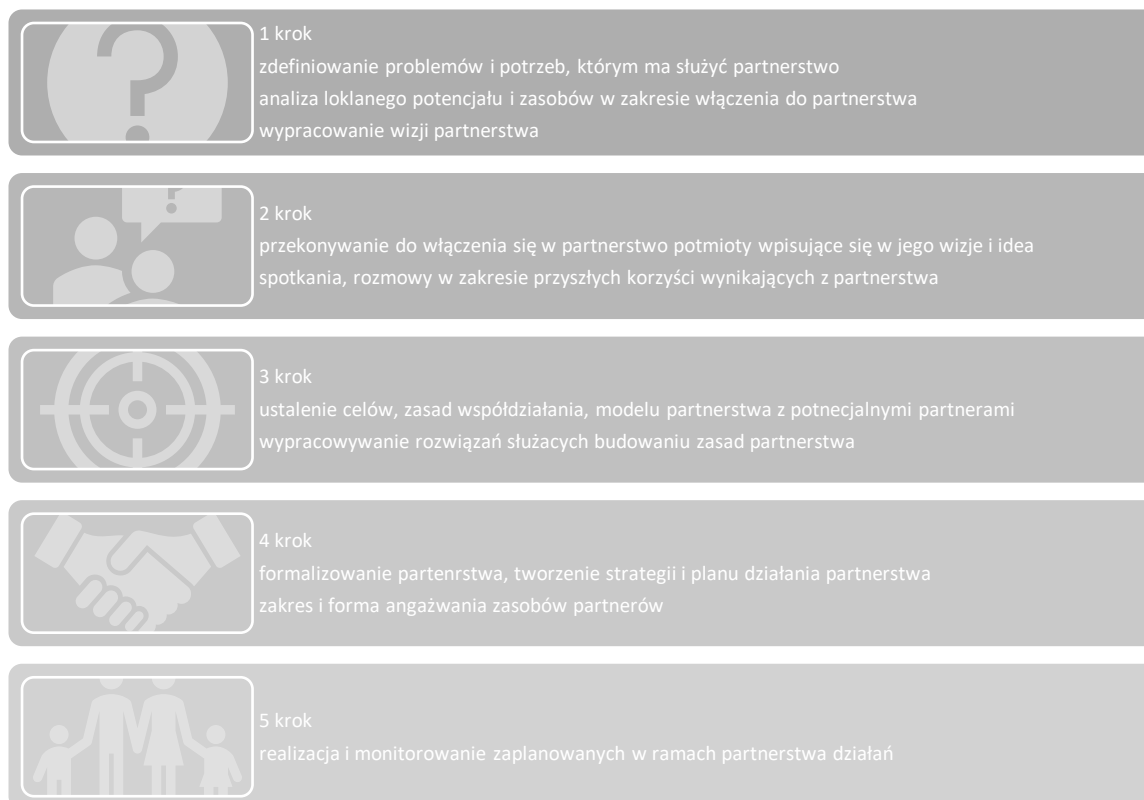 1 krok
zdefiniowanie problemów i potrzeb, którym ma służyć partnerstwo
analiza loklanego potencjału i zasobów w zakresie włączenia do partnerstwa
wypracowanie wizji partnerstwa
2 krok
przekonywanie do włączenia się w partnerstwo potmioty wpisujące się w jego wizje i idea
spotkania, rozmowy w zakresie przyszłych korzyści wynikających z partnerstwa
3 krok
ustalenie celów, zasad współdziałania, modelu partnerstwa z potnecjalnymi partnerami
wypracowywanie rozwiązań służacych budowaniu zasad partnerstwa
4 krok
formalizowanie partenrstwa, tworzenie strategii i planu działania partnerstwa
zakres i forma angażwania zasobów partnerów
5 krok
realizacja i monitorowanie zaplanowanych w ramach partnerstwa działań